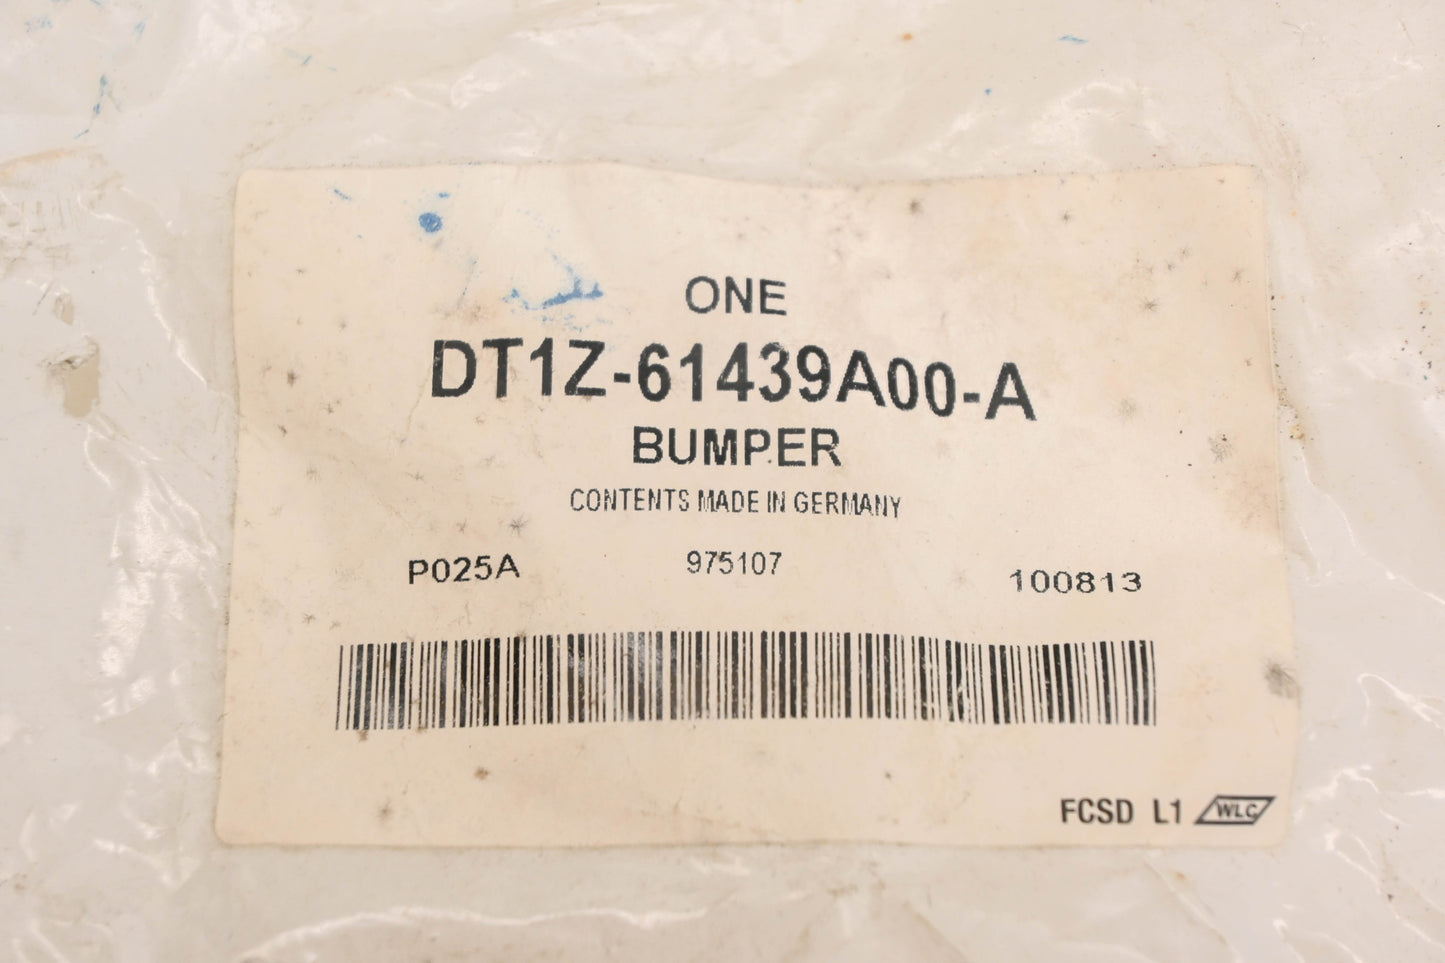 ONE
DT1Z-61439A00-A
BUMPER
CONTENTS MADE IN GERMANY
P025A 975107 100813
FCSD L1 WLC